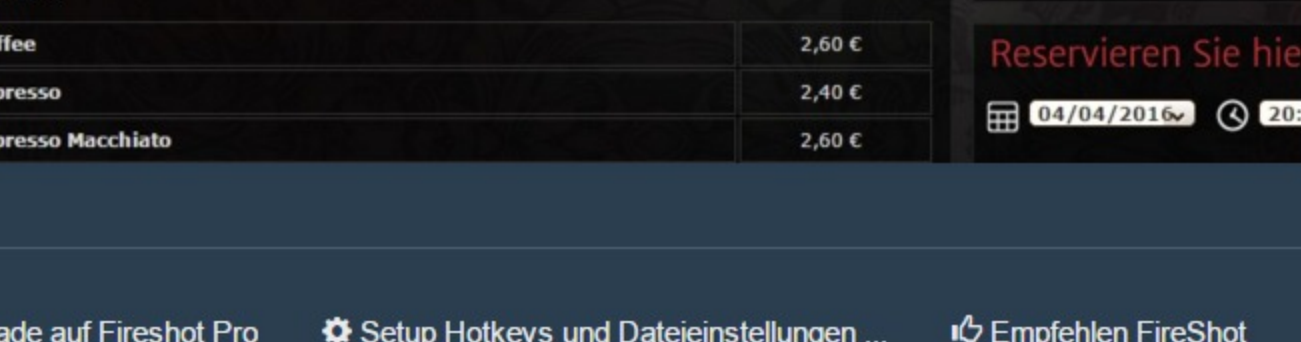 ffee 2,60 €
presso 2,40 €
presso Macchiato 2,60 €
Reservieren Sie hie
04/04/2016 20:
ade auf Fireshot Pro Setup Hotkeys und Dateieinstellungen ... Empfehlen FireShot